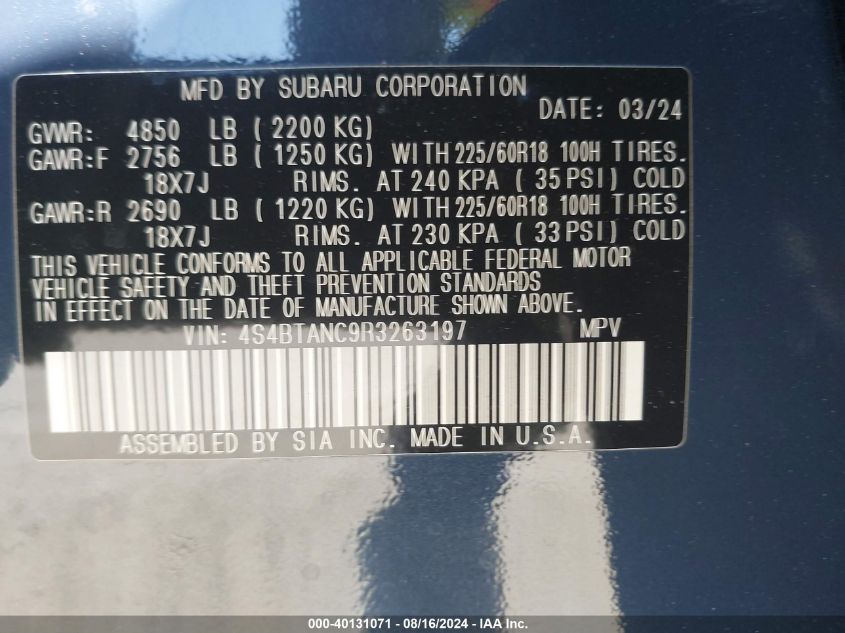 MFD BY SUBARU CORPORATION
DATE: 03/24
GVWR: 4850 LB ( 2200 KG)
GAWR:F 2756 LB ( 1250 KG) WITH 225/60R18 100H TIRES.
18X7J RIMS. AT 240 KPA ( 35 PSI) COLD
GAWR:R 2690 LB ( 1220 KG) WITH 225/60R18 100H TIRES.
18X7J RIMS. AT 230 KPA ( 33 PSI) COLD
THIS VEHICLE CONFORMS TO ALL APPLICABLE FEDERAL MOTOR
VEHICLE SAFETY AND THEFT PREVENTION STANDARDS
IN EFFECT ON THE DATE OF MANUFACTURE SHOWN ABOVE.
VIN: 4S4BTANC9R3263197 MPV
ASSEMBLED BY SIA INC. MADE IN U.S.A.
000-40131071 - 08/16/2024 - IAAI.com